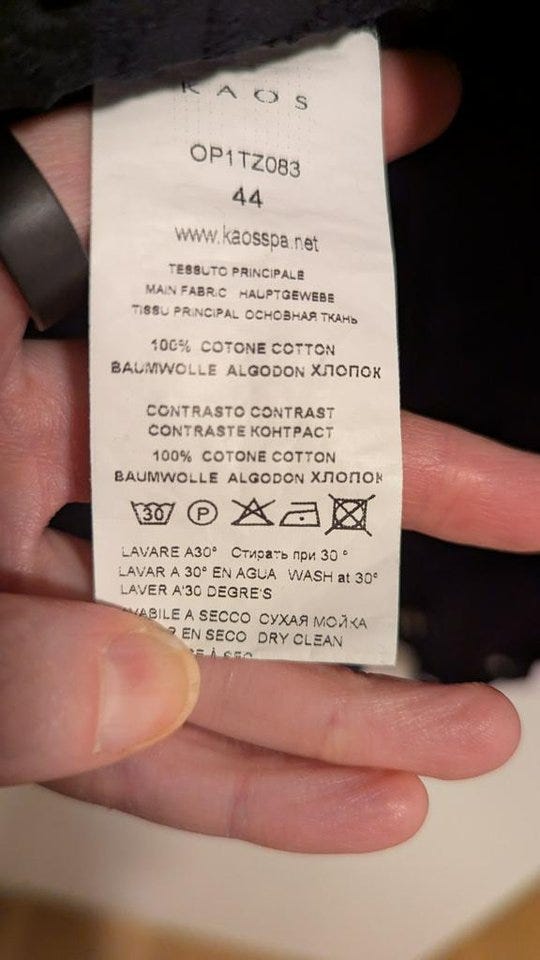 KAOS
OP1TZ083
44
www.kaosspa.net
TESSUTO PRINCIPALE
MAIN FABRIC HAUPTGEWEBE
TISSU PRINCIPAL ОСНОВНАЯ ТКАНЬ
100% COTONE COTTON
BAUMWOLLE ALGODON ХЛОПОК
CONTRASTO CONTRAST
CONTRASTE КОНТРАСТ
100% COTONE COTTON
BAUMWOLLE ALGODON ХЛОПОК
30 P
LAVARE A30° Стирать при 30 °
LAVAR A 30° EN AGUA WASH at 30°
LAVER A'30 DEGRE'S
A SECCO СУХАЯ МОЙКА
EN SECO DRY CLEAN